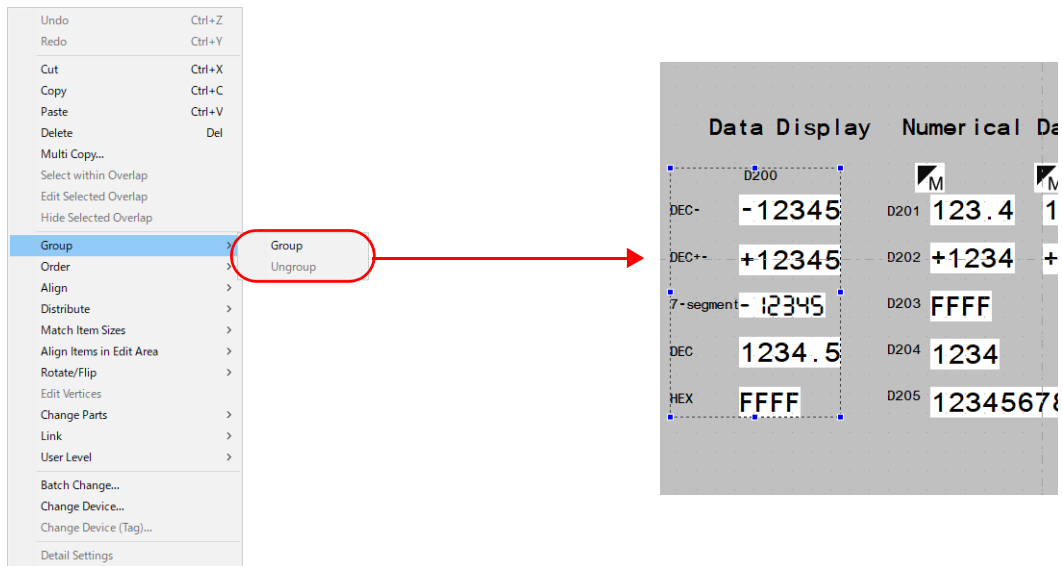 Undo Ctrl+Z
Redo Ctrl+Y
Cut Ctrl+X
Copy Ctrl+C
Paste Ctrl+V
Delete Del
Multi Copy...
Select within Overlap
Edit Selected Overlap
Hide Selected Overlap
Group
Order
Align
Distribute
Match Item Sizes
Align Items in Edit Area
Rotate/Flip
Edit Vertices
Change Parts
Link
User Level
Batch Change...
Change Device...
Change Device (Tag)...
Detail Settings
Group
Ungroup
Data Display Numerical Da
D200 M M
DEC- -12345 D201 123.4 1
DEC+- +12345 D202 +1234 +
7-segment -12345 D203 FFFF
DEC 1234.5 D204 1234
HEX FFFF D205 12345678